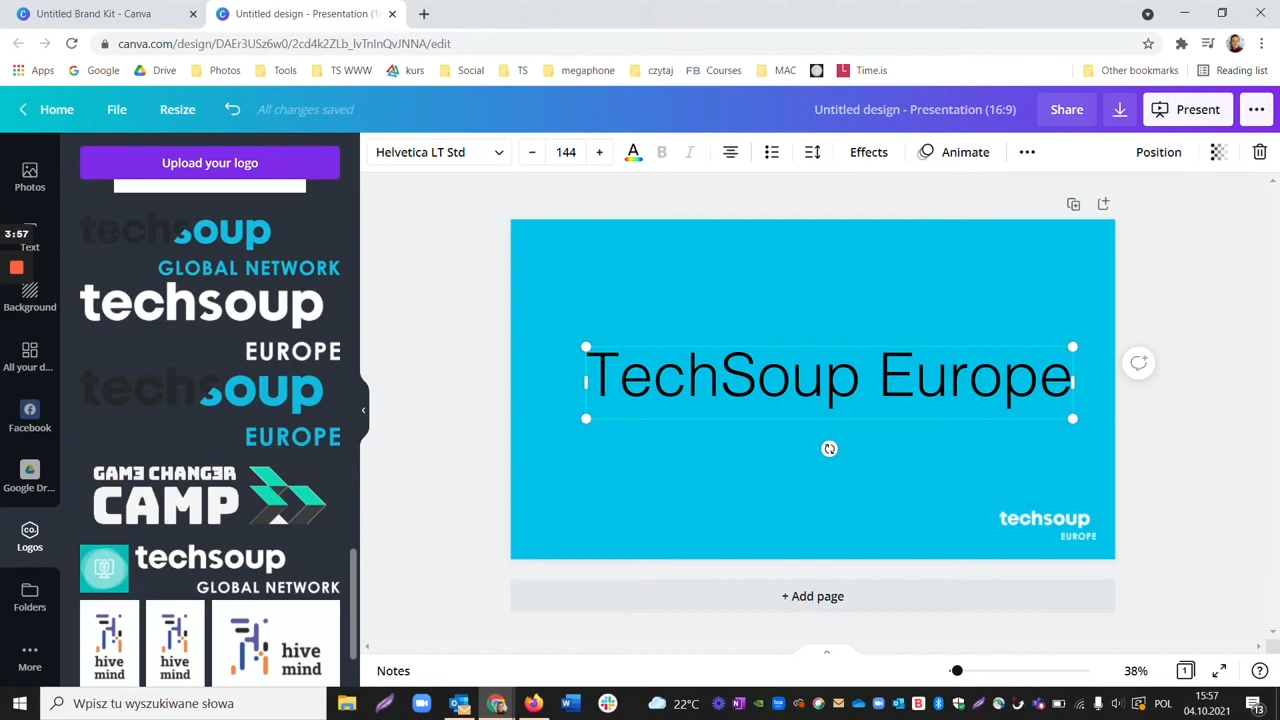 Untitled Brand Kit - Canva
Untitled design - Presentation (1
canva.com/design/DAEr3USz6w0/2cd4k2ZLb_lvTnInQvJNNA/edit
Apps
Google
Drive
Photos
Tools
TS WWW
kurs
Social
TS
megaphone
czytaj
FB Courses
MAC
Time.is
Other bookmarks
Reading list
Home
File
Resize
All changes saved
Untitled design - Presentation (16:9)
Share
Present
Helvetica LT Std
144
A
B
I
Effects
Animate
Position
Photos
3:57
Text
Background
All your d...
Facebook
Google Dr...
CO.
Logos
Folders
More
Upload your logo
techsoup
GLOBAL NETWORK
techsoup
EUROPE
techsoup
EUROPE
GAME CHANGER
CAMP
techsoup
GLOBAL NETWORK
hive
mind
hive
mind
hive
mind
TechSoup Europe
techsoup
EUROPE
+ Add page
Notes
1
38%
Wpisz tu wyszukiwane słowa
22°C
POL
15:57
04.10.2021